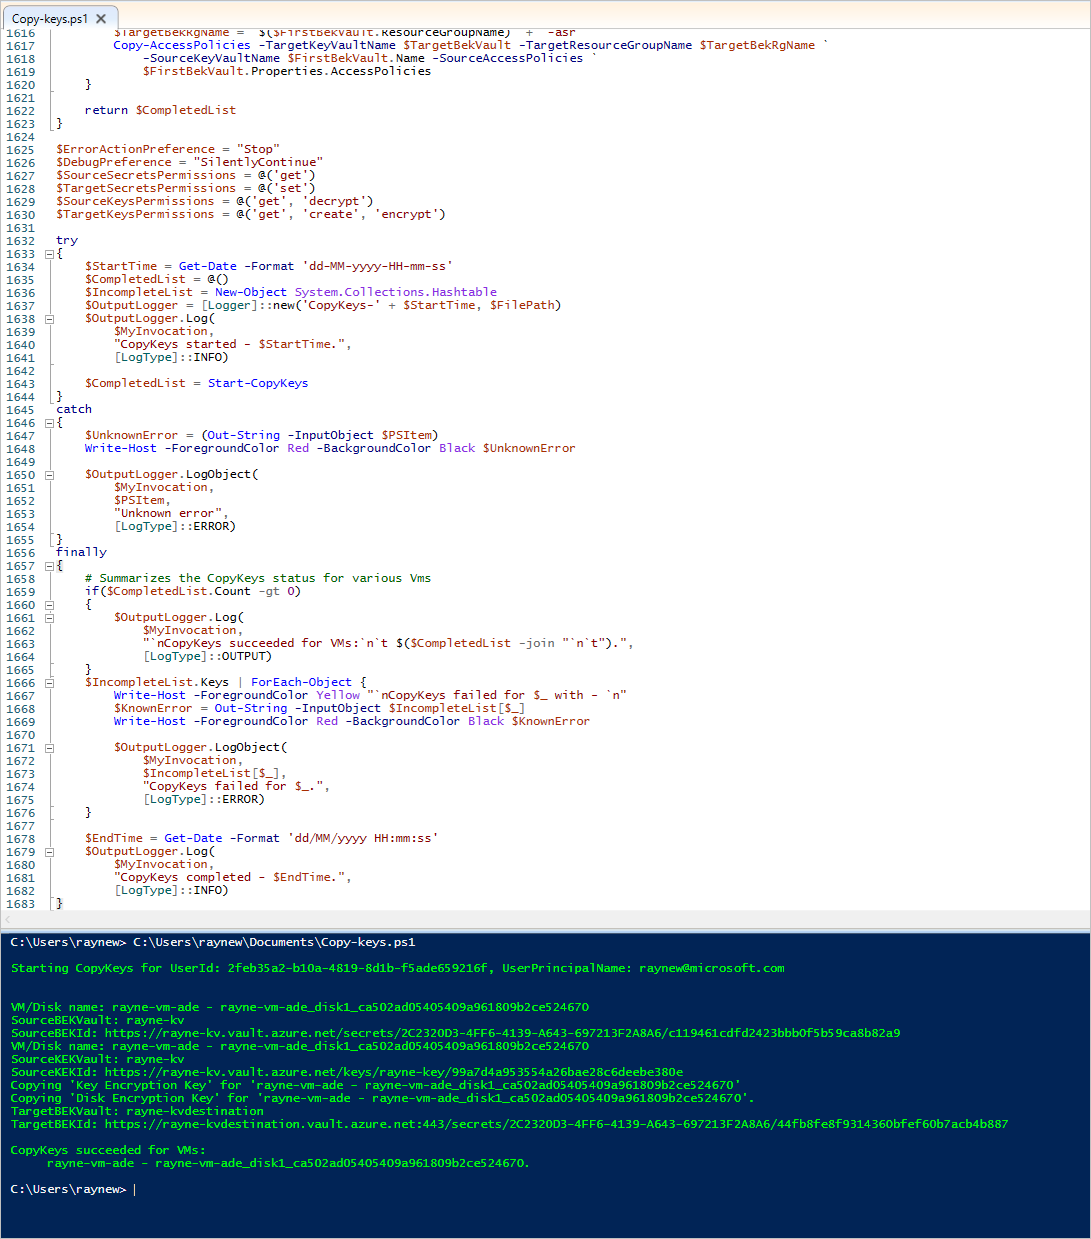 Copy-keys.ps1
1616 $TargetBekRgName = "$($FirstBekVault.ResourceGroupName)" + "-asr"
1617 Copy-AccessPolicies -TargetKeyVaultName $TargetBekVault -TargetResourceGroupName $TargetBekRgName `
1618 -SourceKeyVaultName $FirstBekVault.Name -SourceAccessPolicies `
1619 $FirstBekVault.Properties.AccessPolicies
1620 }
1621
1622 return $CompletedList
1623 }
1624
1625 $ErrorActionPreference = "Stop"
1626 $DebugPreference = "SilentlyContinue"
1627 $SourceSecretsPermissions = @('get')
1628 $TargetSecretsPermissions = @('set')
1629 $SourceKeysPermissions = @('get', 'decrypt')
1630 $TargetKeysPermissions = @('get', 'create', 'encrypt')
1631
1632 try
1633 {
1634 $StartTime = Get-Date -Format 'dd-MM-yyyy-HH-mm-ss'
1635 $CompletedList = @()
1636 $IncompleteList = New-Object System.Collections.Hashtable
1637 $OutputLogger = [Logger]::new('CopyKeys-' + $StartTime, $FilePath)
1638 $OutputLogger.Log(
1639 $MyInvocation,
1640 "CopyKeys started - $StartTime.",
1641 [LogType]::INFO)
1642
1643 $CompletedList = Start-CopyKeys
1644 }
1645 catch
1646 {
1647 $UnknownError = (Out-String -InputObject $PSItem)
1648 Write-Host -ForegroundColor Red -BackgroundColor Black $UnknownError
1649
1650 $OutputLogger.LogObject(
1651 $MyInvocation,
1652 $PSItem,
1653 "Unknown error",
1654 [LogType]::ERROR)
1655 }
1656 finally
1657 {
1658 # Summarizes the CopyKeys status for various Vms
1659 if($CompletedList.Count -gt 0)
1660 {
1661 $OutputLogger.Log(
1662 $MyInvocation,
1663 "`nCopyKeys succeeded for VMs:`n`t $($CompletedList -join "`n`t").",
1664 [LogType]::OUTPUT)
1665 }
1666 $IncompleteList.Keys | ForEach-Object {
1667 Write-Host -ForegroundColor Yellow "`nCopyKeys failed for $_ with - `n"
1668 $KnownError = Out-String -InputObject $IncompleteList[$_]
1669 Write-Host -ForegroundColor Red -BackgroundColor Black $KnownError
1670
1671 $OutputLogger.LogObject(
1672 $MyInvocation,
1673 $IncompleteList[$_],
1674 "CopyKeys failed for $_.",
1675 [LogType]::ERROR)
1676 }
1677
1678 $EndTime = Get-Date -Format 'dd/MM/yyyy HH:mm:ss'
1679 $OutputLogger.Log(
1680 $MyInvocation,
1681 "CopyKeys completed - $EndTime.",
1682 [LogType]::INFO)
1683 }
C:\Users\raynew> C:\Users\raynew\Documents\Copy-keys.ps1
Starting CopyKeys for UserId: 2feb35a2-b10a-4819-8d1b-f5ade659216f, UserPrincipalName: raynew@microsoft.com
VM/Disk name: rayne-vm-ade - rayne-vm-ade_disk1_ca502ad05405409a961809b2ce524670
SourceBEKVault: rayne-kv
SourceBEKId: https://rayne-kv.vault.azure.net/secrets/2C2320D3-4FF6-4139-A643-697213F2A8A6/c119461cdfd2423bbb0f5b59ca8b82a9
VM/Disk name: rayne-vm-ade - rayne-vm-ade_disk1_ca502ad05405409a961809b2ce524670
SourceKEKVault: rayne-kv
SourceKEKId: https://rayne-kv.vault.azure.net/keys/rayne-key/99a7d4a953554a26bae28c6deebe380e
Copying 'Key Encryption Key' for 'rayne-vm-ade - rayne-vm-ade_disk1_ca502ad05405409a961809b2ce524670'
Copying 'Disk Encryption Key' for 'rayne-vm-ade - rayne-vm-ade_disk1_ca502ad05405409a961809b2ce524670'.
TargetBEKVault: rayne-kvdestination
TargetBEKId: https://rayne-kvdestination.vault.azure.net:443/secrets/2C2320D3-4FF6-4139-A643-697213F2A8A6/44fb8fe8f9314360bfef60b7acb4b887
CopyKeys succeeded for VMs:
rayne-vm-ade - rayne-vm-ade_disk1_ca502ad05405409a961809b2ce524670.
C:\Users\raynew>